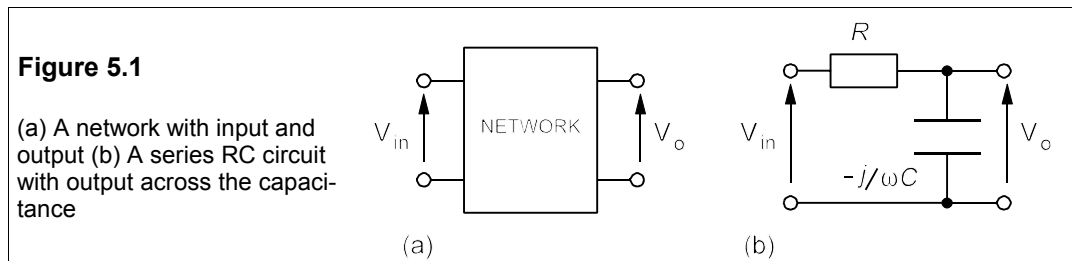 Figure 5.1
(a) A network with input and
output (b) A series RC circuit
with output across the capaci-
tance
V_in
NETWORK
V_o
(a)
R
V_in
-j/ωC
V_o
(b)